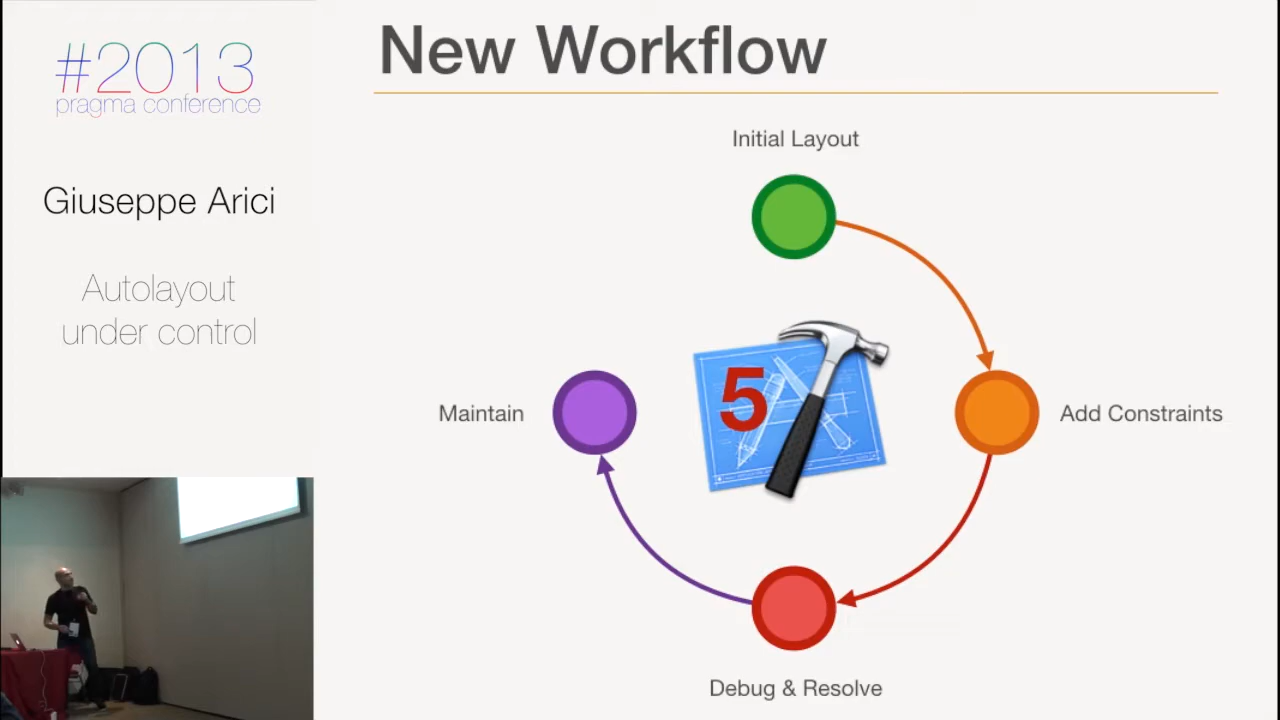 #2013
pragma conference
Giuseppe Arici
Autolayout
under control
New Workflow
Initial Layout
5
Maintain
Add Constraints
Debug & Resolve